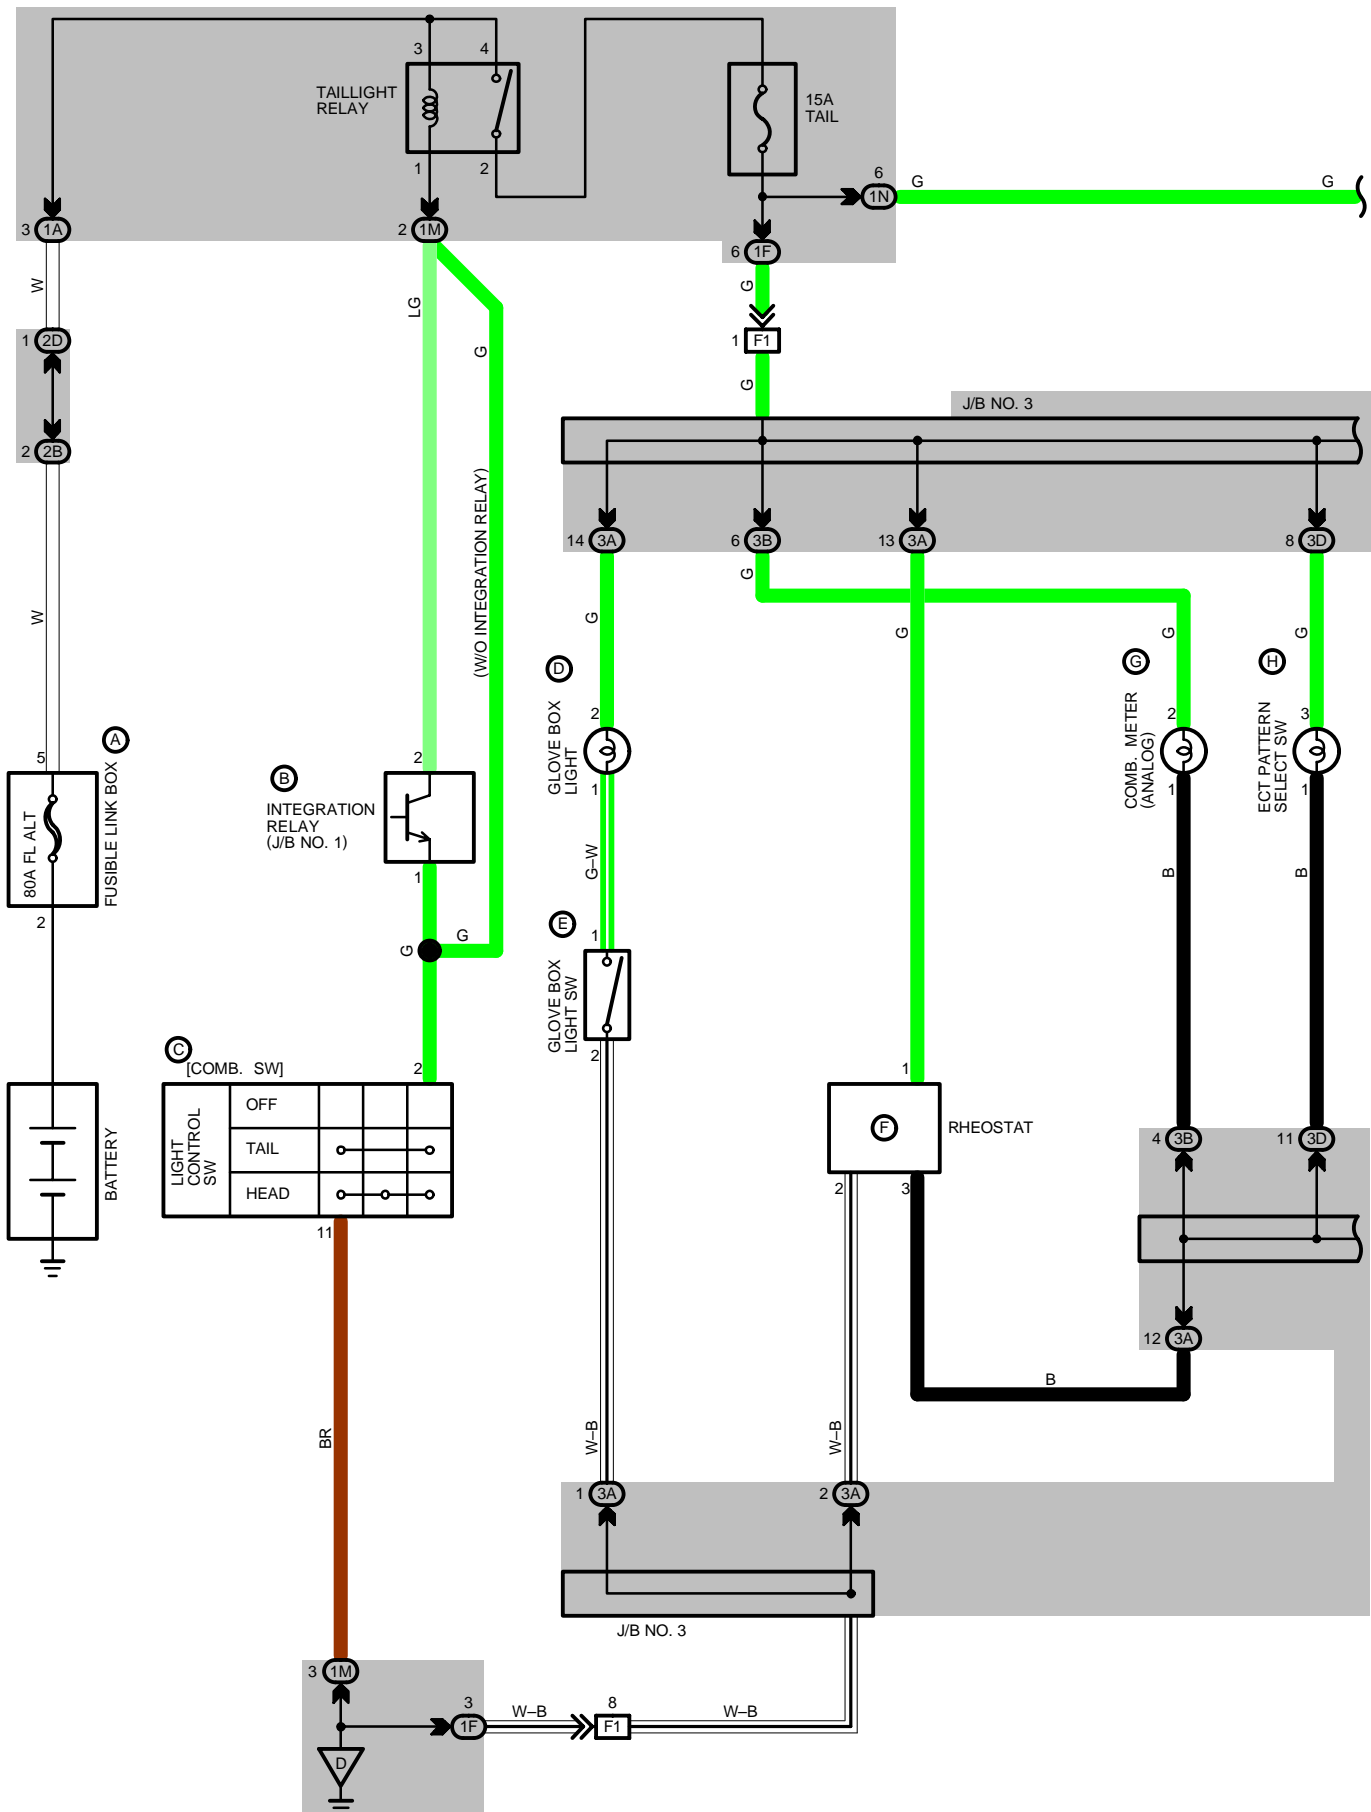 3 4
TAILLIGHT
RELAY
15A
TAIL
1 2
6
1N
G G
3 1A
2 1M
6 1F
W
LG
G
G
1 2D
1 F1
G
J/B NO. 3
2 2B
(W/O INTEGRATION RELAY)
14 3A
6 3B
13 3A
8 3D
W
G
G
G
G
G
D
G
H
GLOVE BOX
LIGHT
2
COMB. METER
(ANALOG)
2
ECT PATTERN
SELECT SW
3
A
5
FUSIBLE LINK BOX
80A FL ALT
2
B
2
INTEGRATION
RELAY
(J/B NO. 1)
1
1
1
1
G–W
B
B
E
1
GLOVE BOX
LIGHT SW
2
G
G
C
[COMB. SW]
2
LIGHT
CONTROL
SW
OFF
TAIL
HEAD
11
BATTERY
1
F
RHEOSTAT
2 3
4 3B
11 3D
12 3A
B
BR
W–B
W–B
1 3A
2 3A
J/B NO. 3
3 1M
3
1F
W–B
8
F1
W–B
D